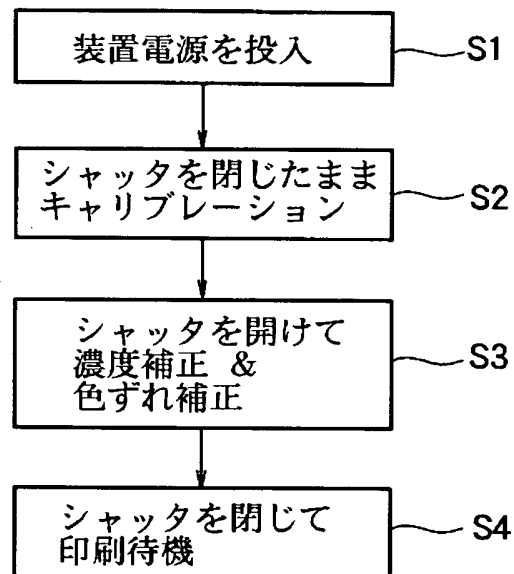 装置電源を投入
S1
シャッタを閉じたまま
キャリブレーション
S2
シャッタを開けて
濃度補正 &
色ずれ補正
S3
シャッタを閉じて
印刷待機
S4